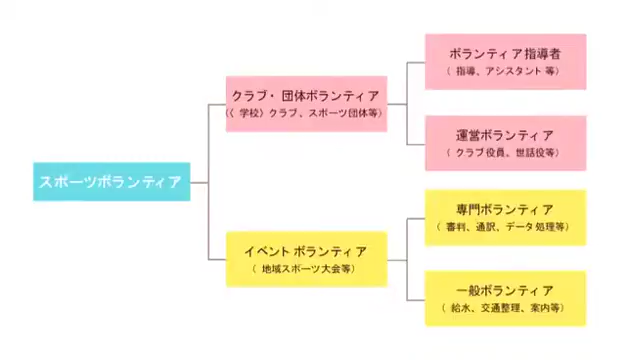 スポーツボランティア
クラブ・団体ボランティア
(〈学校〉クラブ、スポーツ団体等)
ボランティア指導者
(指導、アシスタント等)
運営ボランティア
(クラブ役員、世話役等)
イベントボランティア
(地域スポーツ大会等)
専門ボランティア
(審判、通訳、データ処理等)
一般ボランティア
(給水、交通整理、案内等)